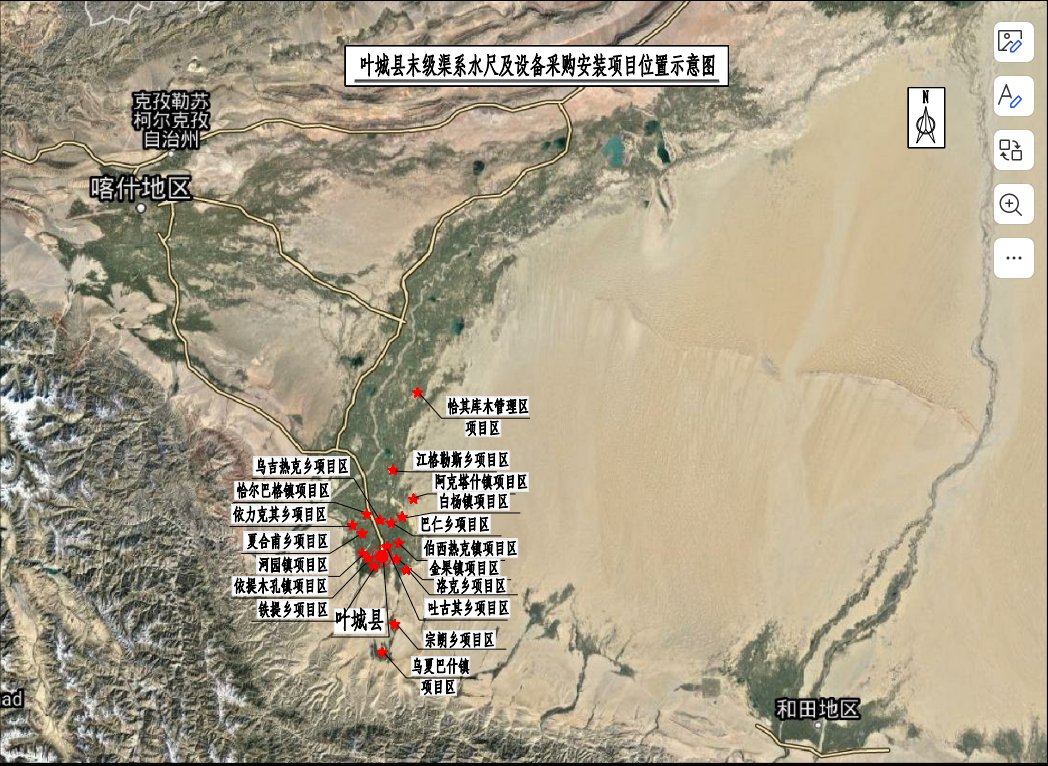 叶城县末级渠系水尺及设备采购安装项目位置示意图
N
克孜勒苏
柯尔克孜
自治州
喀什地区
恰其库木管理区
项目区
江格勒斯乡项目区
乌吉热克乡项目区
阿克塔什镇项目区
恰尔巴格镇项目区
白杨镇项目区
依力克其乡项目区
巴仁乡项目区
夏合甫乡项目区
伯西热克镇项目区
河园镇项目区
金果镇项目区
依提木孔镇项目区
洛克乡项目区
铁提乡项目区
吐古其乡项目区
叶城县
宗朗乡项目区
乌夏巴什镇
项目区
ad
和田地区